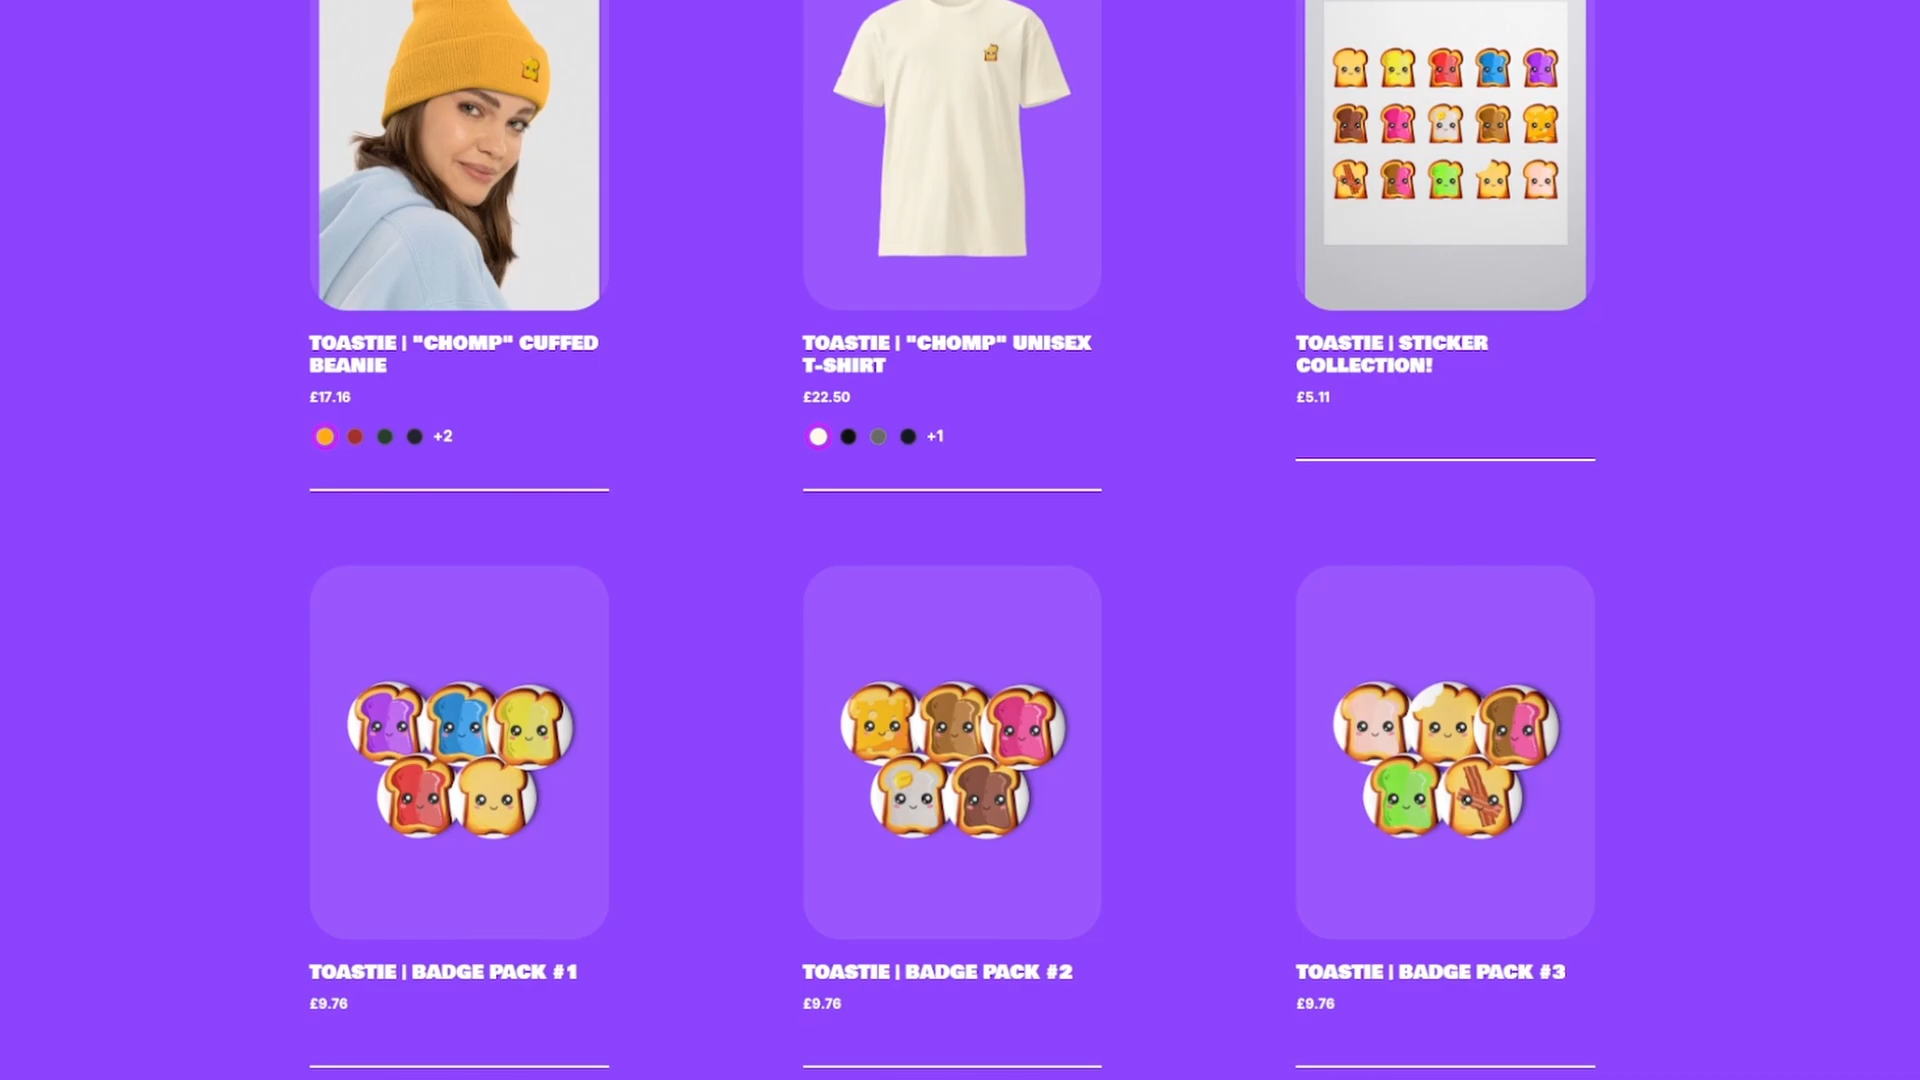 TOASTIE | "CHOMP" CUFFED
BEANIE
£17.16
+2
TOASTIE | "CHOMP" UNISEX
T-SHIRT
£22.50
+1
TOASTIE | STICKER
COLLECTION!
£5.11
TOASTIE | BADGE PACK #1
£9.76
TOASTIE | BADGE PACK #2
£9.76
TOASTIE | BADGE PACK #3
£9.76